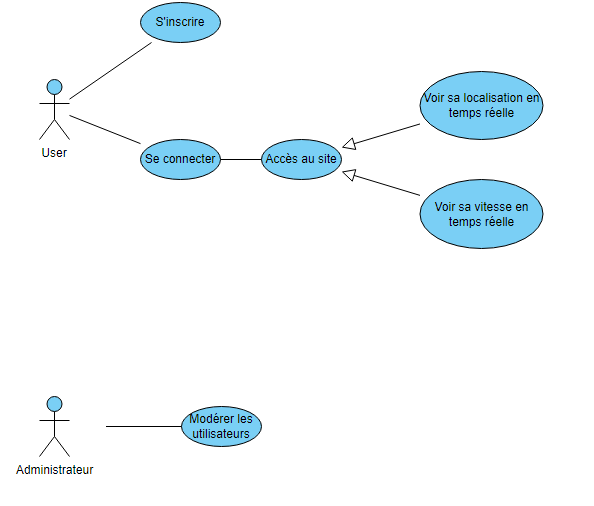 S'inscrire
User
Se connecter
Accès au site
Voir sa localisation en
temps réelle
Voir sa vitesse en
temps réelle
Administrateur
Modérer les
utilisateurs